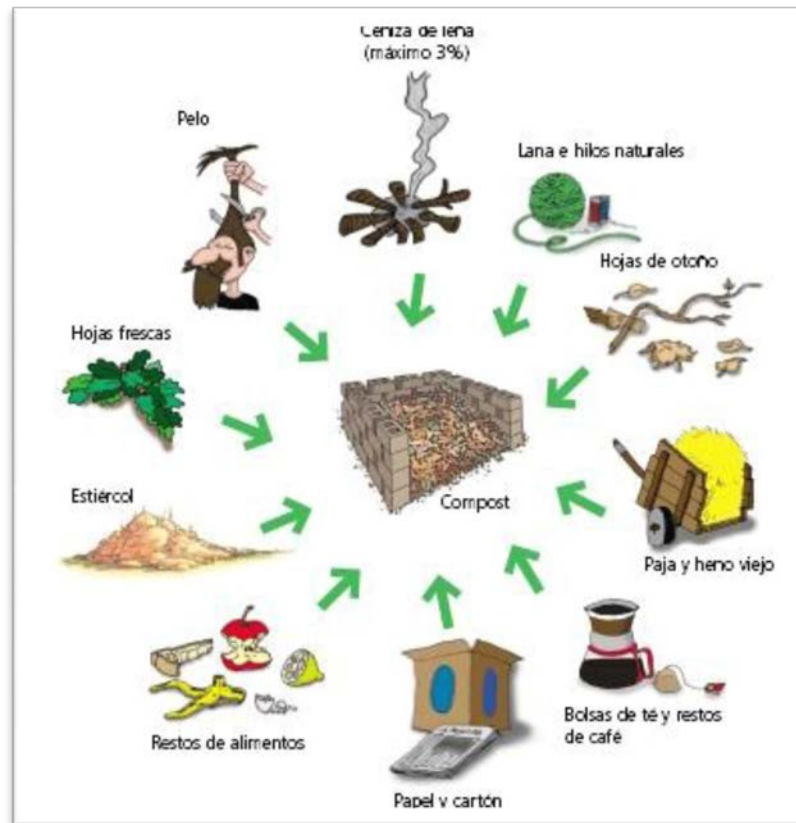 Ceniza de leña
(máximo 3%)
Pelo
Lana e hilos naturales
Hojas de otoño
Hojas frescas
Estiércol
Compost
Paja y heno viejo
Bolsas de té y restos
de café
Restos de alimentos
Papel y cartón